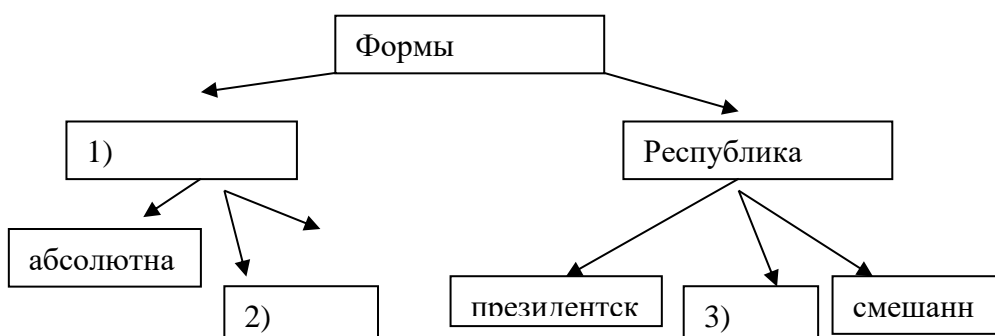 Формы
1)
Республика
абсолютна
2)
президентск
3)
смешанн